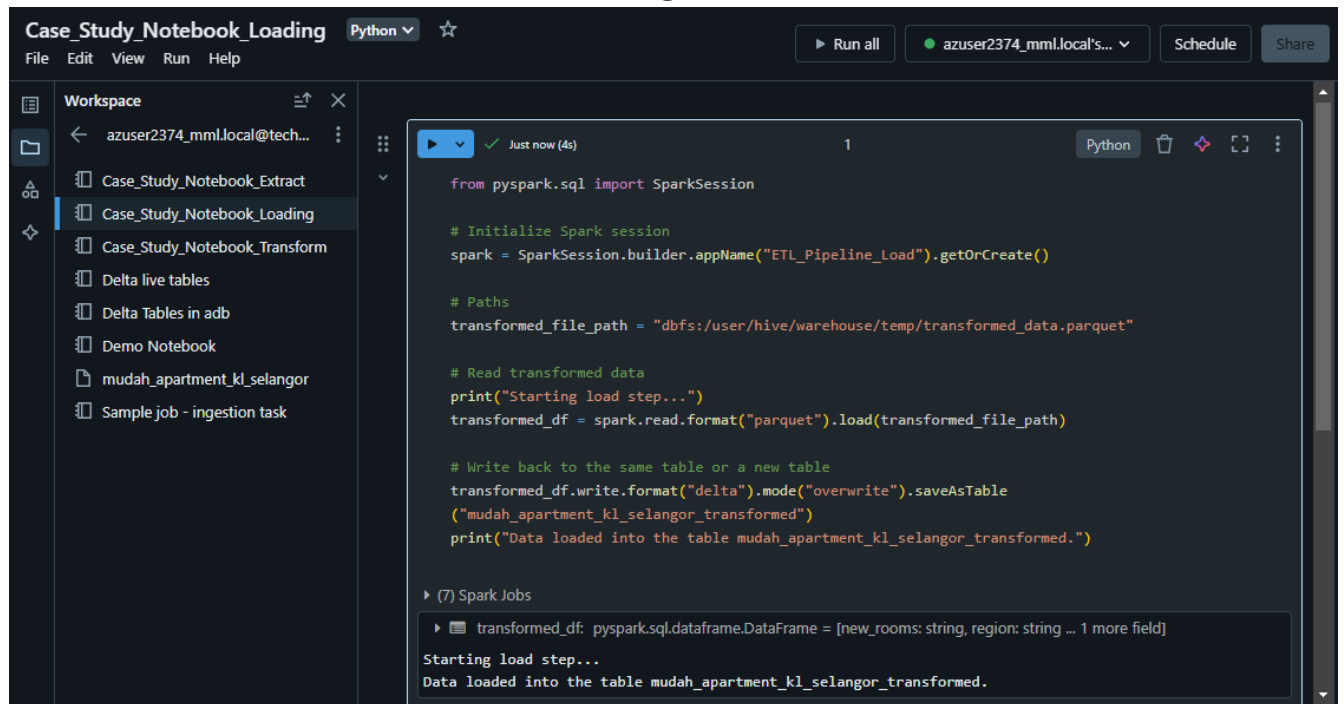 Case_Study_Notebook_Loading Python
File Edit View Run Help
Run all
azuser2374_mml.local's...
Schedule
Share
Workspace
azuser2374_mml.local@tech...
Case_Study_Notebook_Extract
Case_Study_Notebook_Loading
Case_Study_Notebook_Transform
Delta live tables
Delta Tables in adb
Demo Notebook
mudah_apartment_kl_selangor
Sample job - ingestion task
Just now (4s)
1
Python
from pyspark.sql import SparkSession
# Initialize Spark session
spark = SparkSession.builder.appName("ETL_Pipeline_Load").getOrCreate()
# Paths
transformed_file_path = "dbfs:/user/hive/warehouse/temp/transformed_data.parquet"
# Read transformed data
print("Starting load step...")
transformed_df = spark.read.format("parquet").load(transformed_file_path)
# Write back to the same table or a new table
transformed_df.write.format("delta").mode("overwrite").saveAsTable
("mudah_apartment_kl_selangor_transformed")
print("Data loaded into the table mudah_apartment_kl_selangor_transformed.")
(7) Spark Jobs
transformed_df: pyspark.sql.dataframe.DataFrame = [new_rooms: string, region: string ... 1 more field]
Starting load step...
Data loaded into the table mudah_apartment_kl_selangor_transformed.